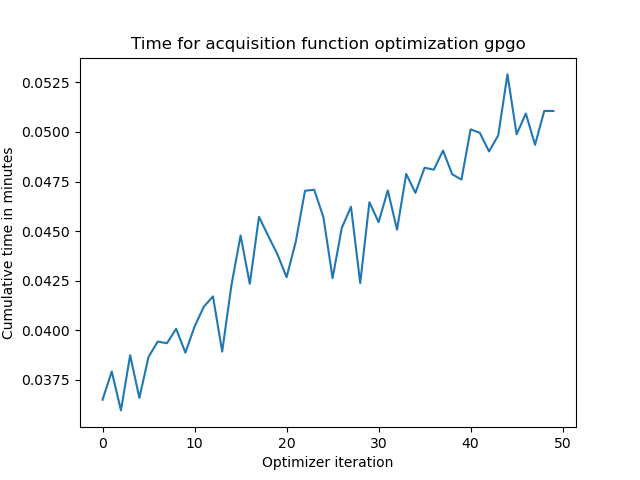 Time for acquisition function optimization gpgo
0.0525
0.0500
0.0475
0.0450
0.0425
0.0400
0.0375
Cumulative time in minutes
0 10 20 30 40 50
Optimizer iteration